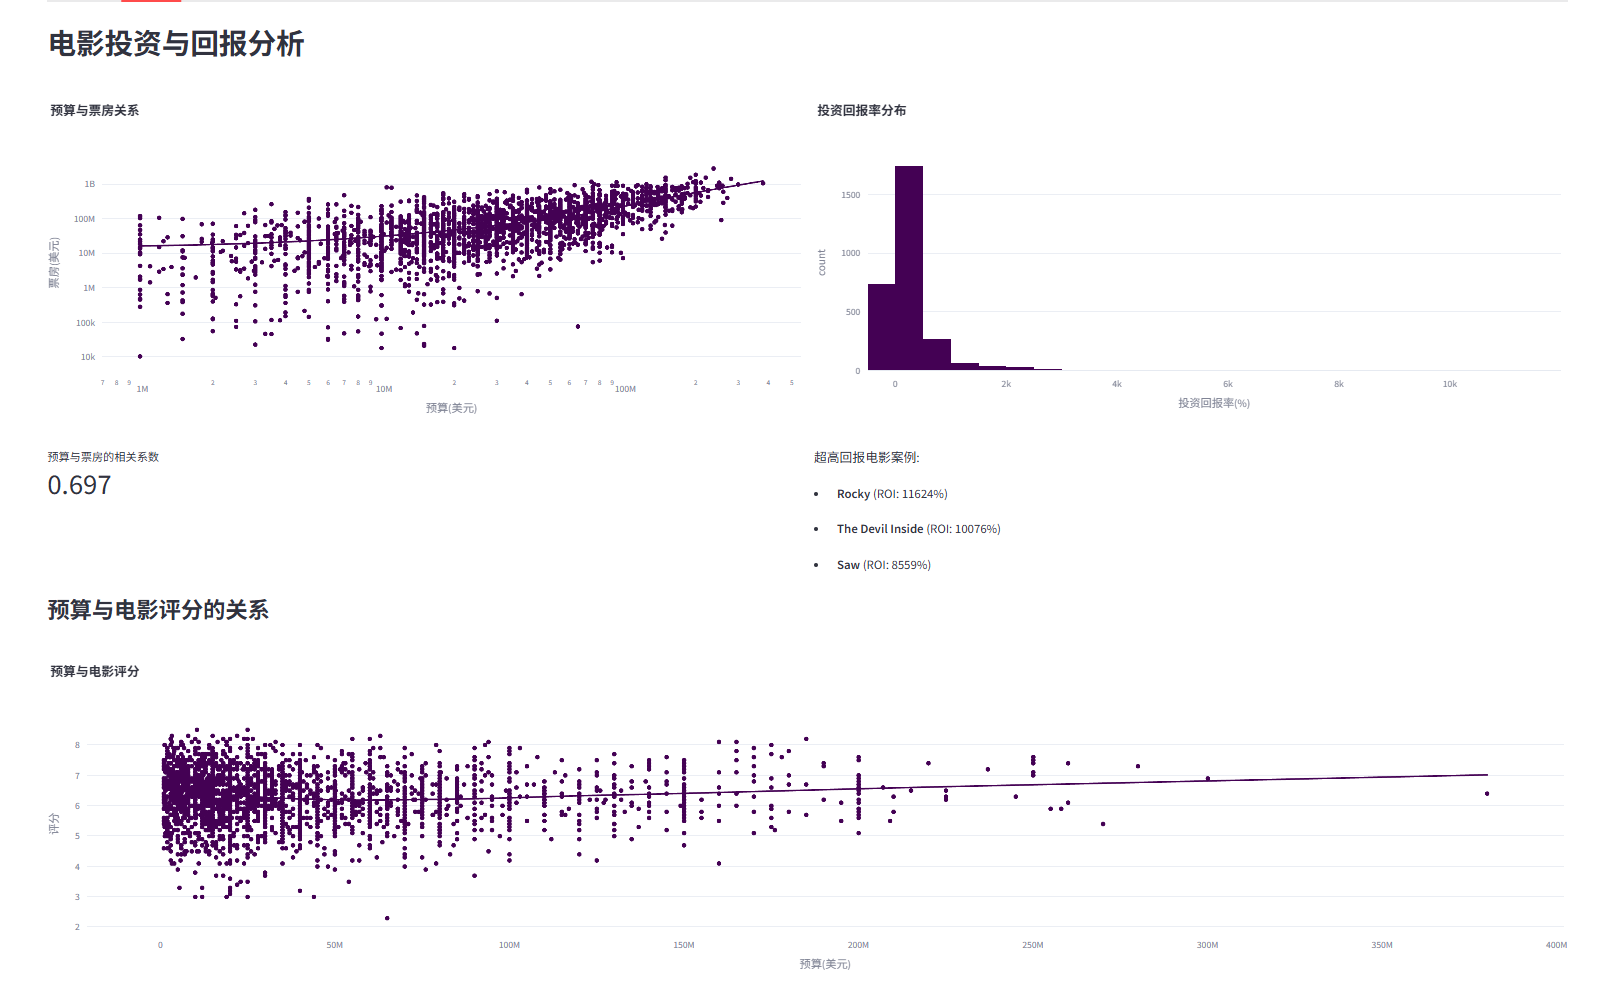 电影投资与回报分析
预算与票房关系
1B
100M
10M
1M
100k
10k
票房(美元)
7 8 9 1M 2 3 4 5 6 7 8 9 10M 2 3 4 5 6 7 8 9 100M 2 3 4 5
预算(美元)
投资回报率分布
1500
1000
500
0
count
0 2k 4k 6k 8k 10k
投资回报率(%)
预算与票房的相关系数
0.697
超高回报电影案例:
• Rocky (ROI: 11624%)
• The Devil Inside (ROI: 10076%)
• Saw (ROI: 8559%)
预算与电影评分的关系
预算与电影评分
8
7
6
5
4
3
2
评分
0 50M 100M 150M 200M 250M 300M 350M 400M
预算(美元)